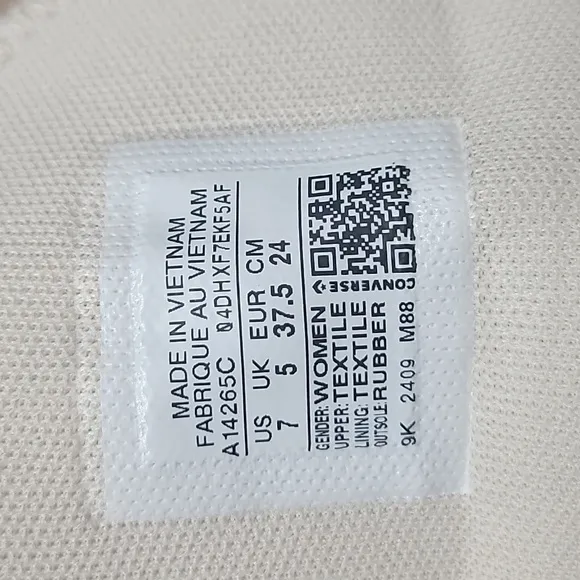 MADE IN VIETNAM
FABRIQUE AU VIETNAM
A14265C 04DHXF7EKF5AF
US UK EUR CM
7 5 37.5 24
GENDER: WOMEN
UPPER: TEXTILE
LINING: TEXTILE
OUTSOLE: RUBBER
CONVERSE
9K 2409 M88